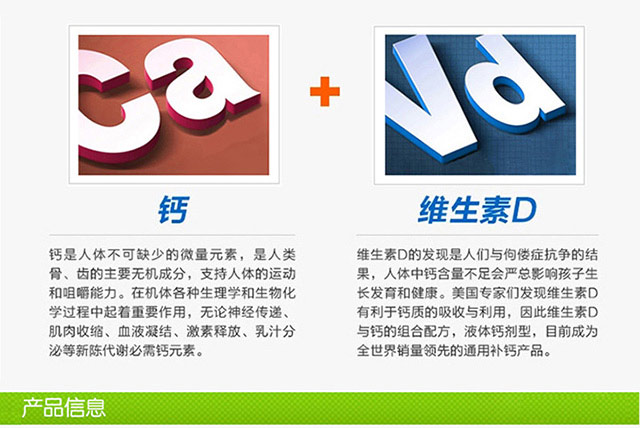 Ca
Vd
+
钙
维生素D
钙是人体不可缺少的微量元素，是人类
骨、齿的主要无机成分，支持人体的运动
和咀嚼能力。在机体各种生理学和生物化
学过程中起着重要作用，无论神经传递、
肌肉收缩、血液凝结、激素释放、乳汁分
泌等新陈代谢必需钙元素。
维生素D的发现是人们与佝偻症抗争的结
果，人体中钙含量不足会严总影响孩子生
长发育和健康。美国专家们发现维生素D
有利于钙质的吸收与利用，因此维生素D
与钙的组合配方，液体钙剂型，目前成为
全世界销量领先的通用补钙产品。
产品信息